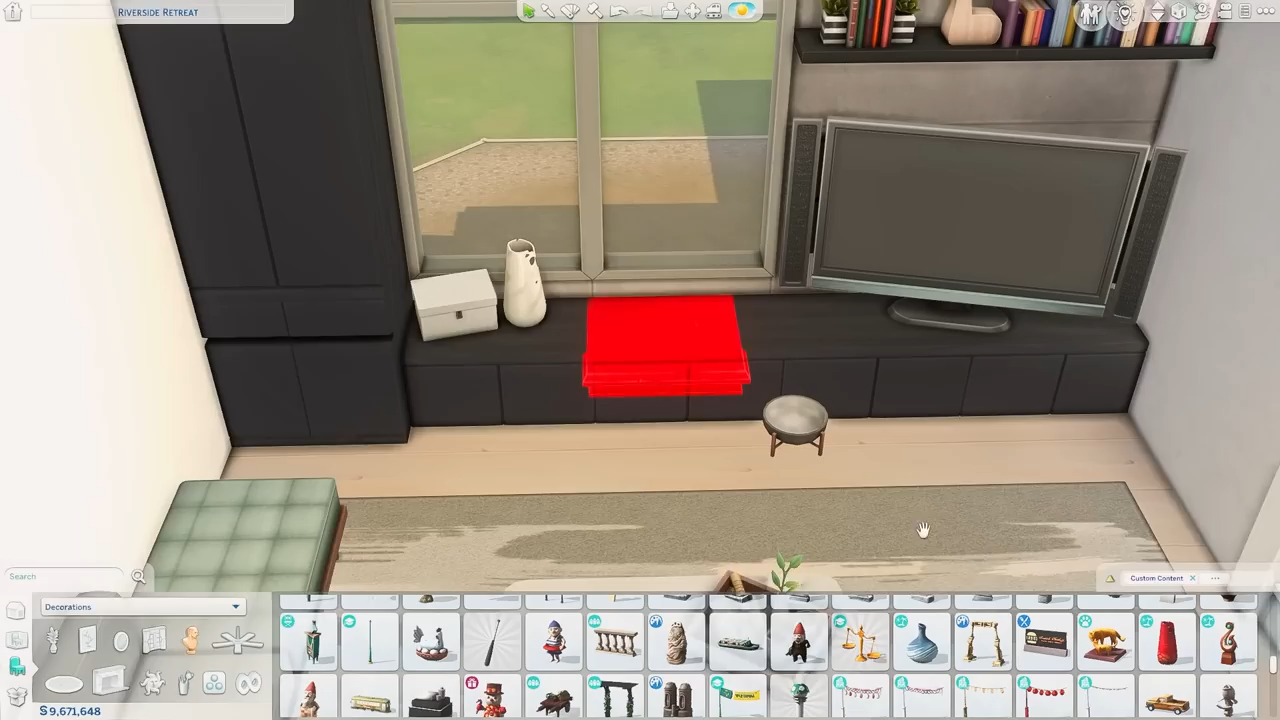 RIVERSIDE RETREAT
Search
Custom Content
Decorations
§9,671,648